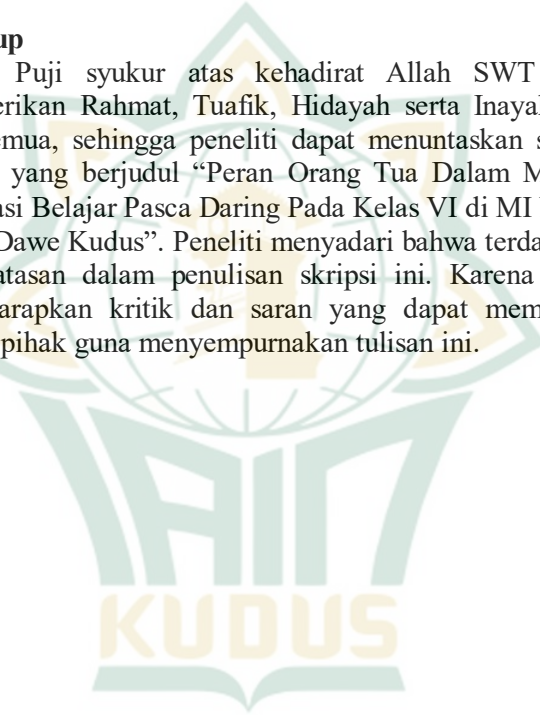 up
Puji syukur atas kehadirat Allah SWT
erikan Rahmat, Tuafik, Hidayah serta Inayal
emua, sehingga peneliti dapat menuntaskan s
yang berjudul “Peran Orang Tua Dalam M
asi Belajar Pasca Daring Pada Kelas VI di MI
Dawe Kudus”. Peneliti menyadari bahwa terda
atasan dalam penulisan skripsi ini. Karena
arapkan kritik dan saran yang dapat mem
pihak guna menyempurnakan tulisan ini.
IAIN
KUDUS